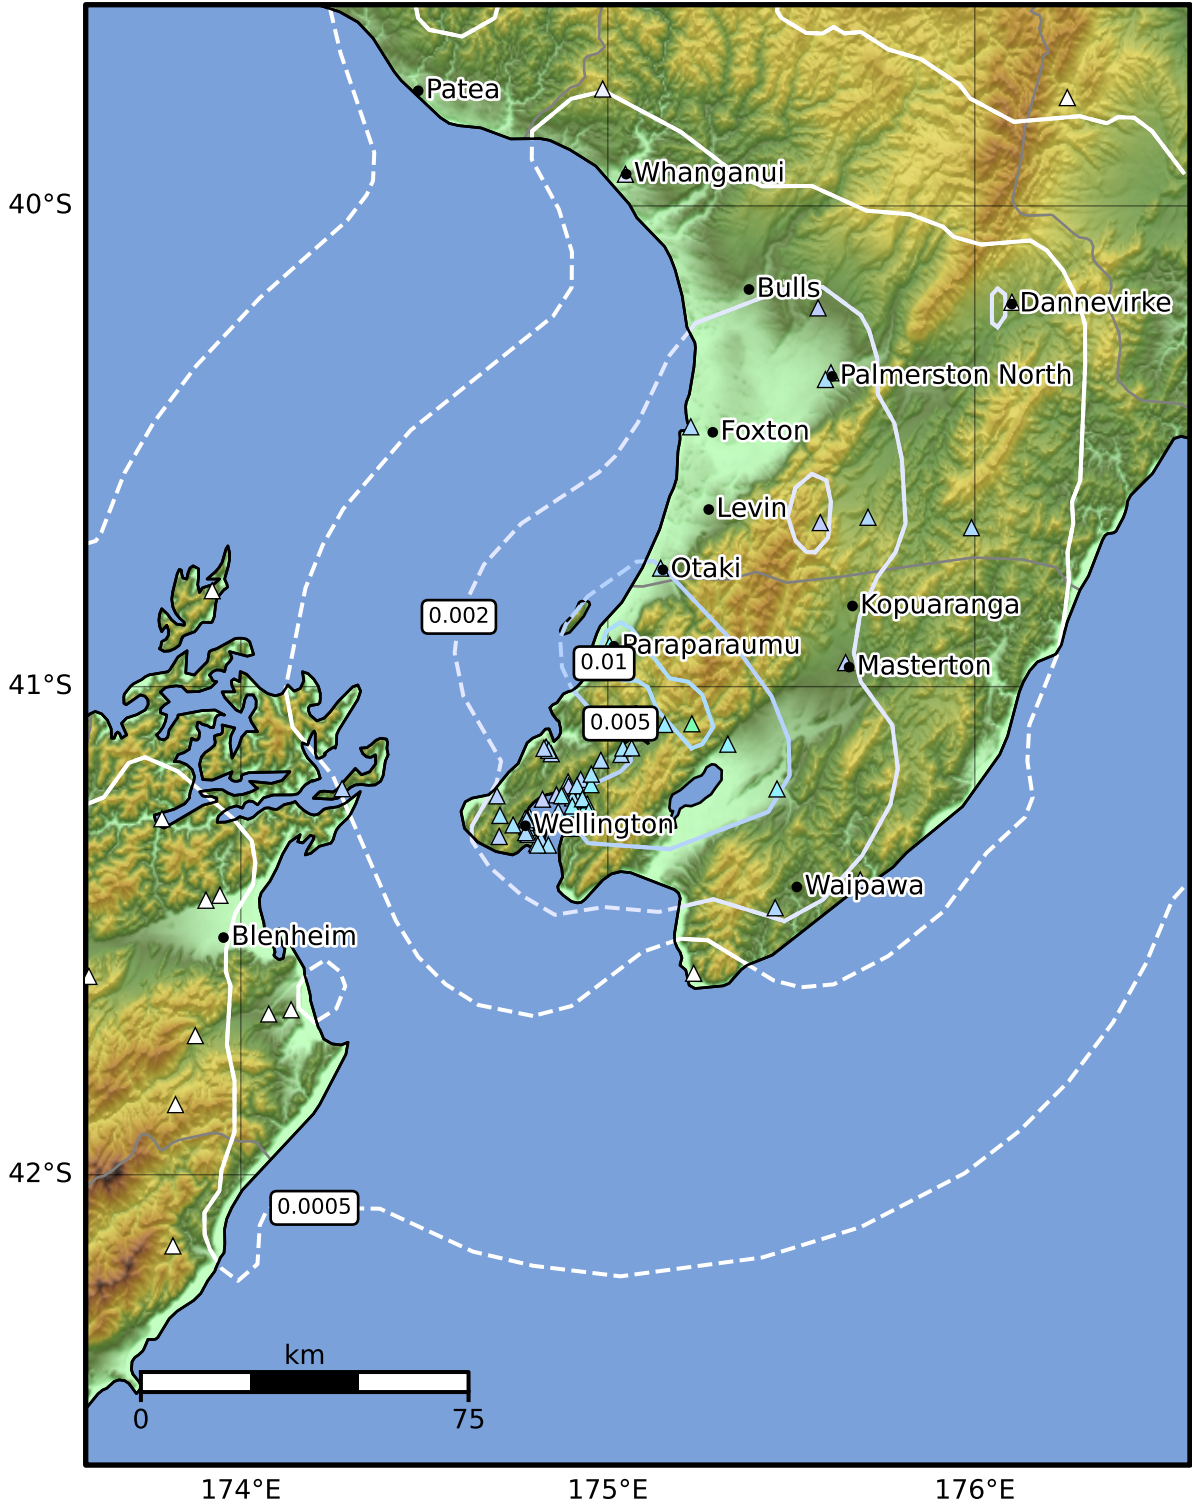 Patea
Whanganui
40°S
Bulls
Dannevirke
Palmerston North
Foxton
Levin
Otaki
0.002
Kopuaranga
Paraparaumu
0.01
Masterton
41°S
0.005
Wellington
Waipawa
Blenheim
42°S
0.0005
km
0
75
174°E
175°E
176°E